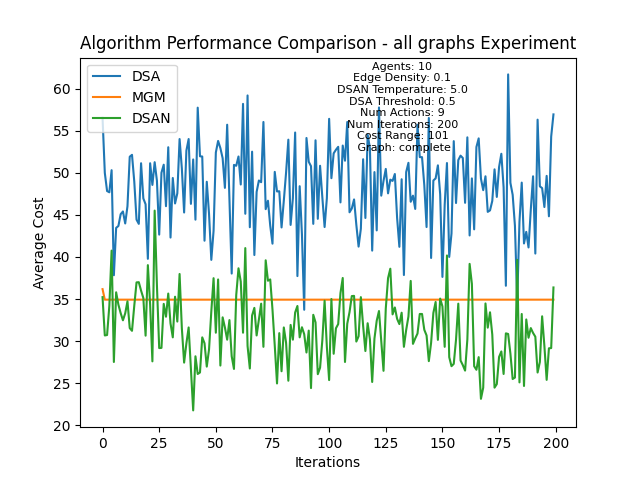 Algorithm Performance Comparison - all graphs Experiment
DSA
MGM
DSAN
Agents: 10
Edge Density: 0.1
DSAN Temperature: 5.0
DSA Threshold: 0.5
Num Actions: 9
Num Iterations: 200
Cost Range: 101
Graph: complete
Average Cost
60
55
50
45
40
35
30
25
20
0
25
50
75
100
125
150
175
200
Iterations